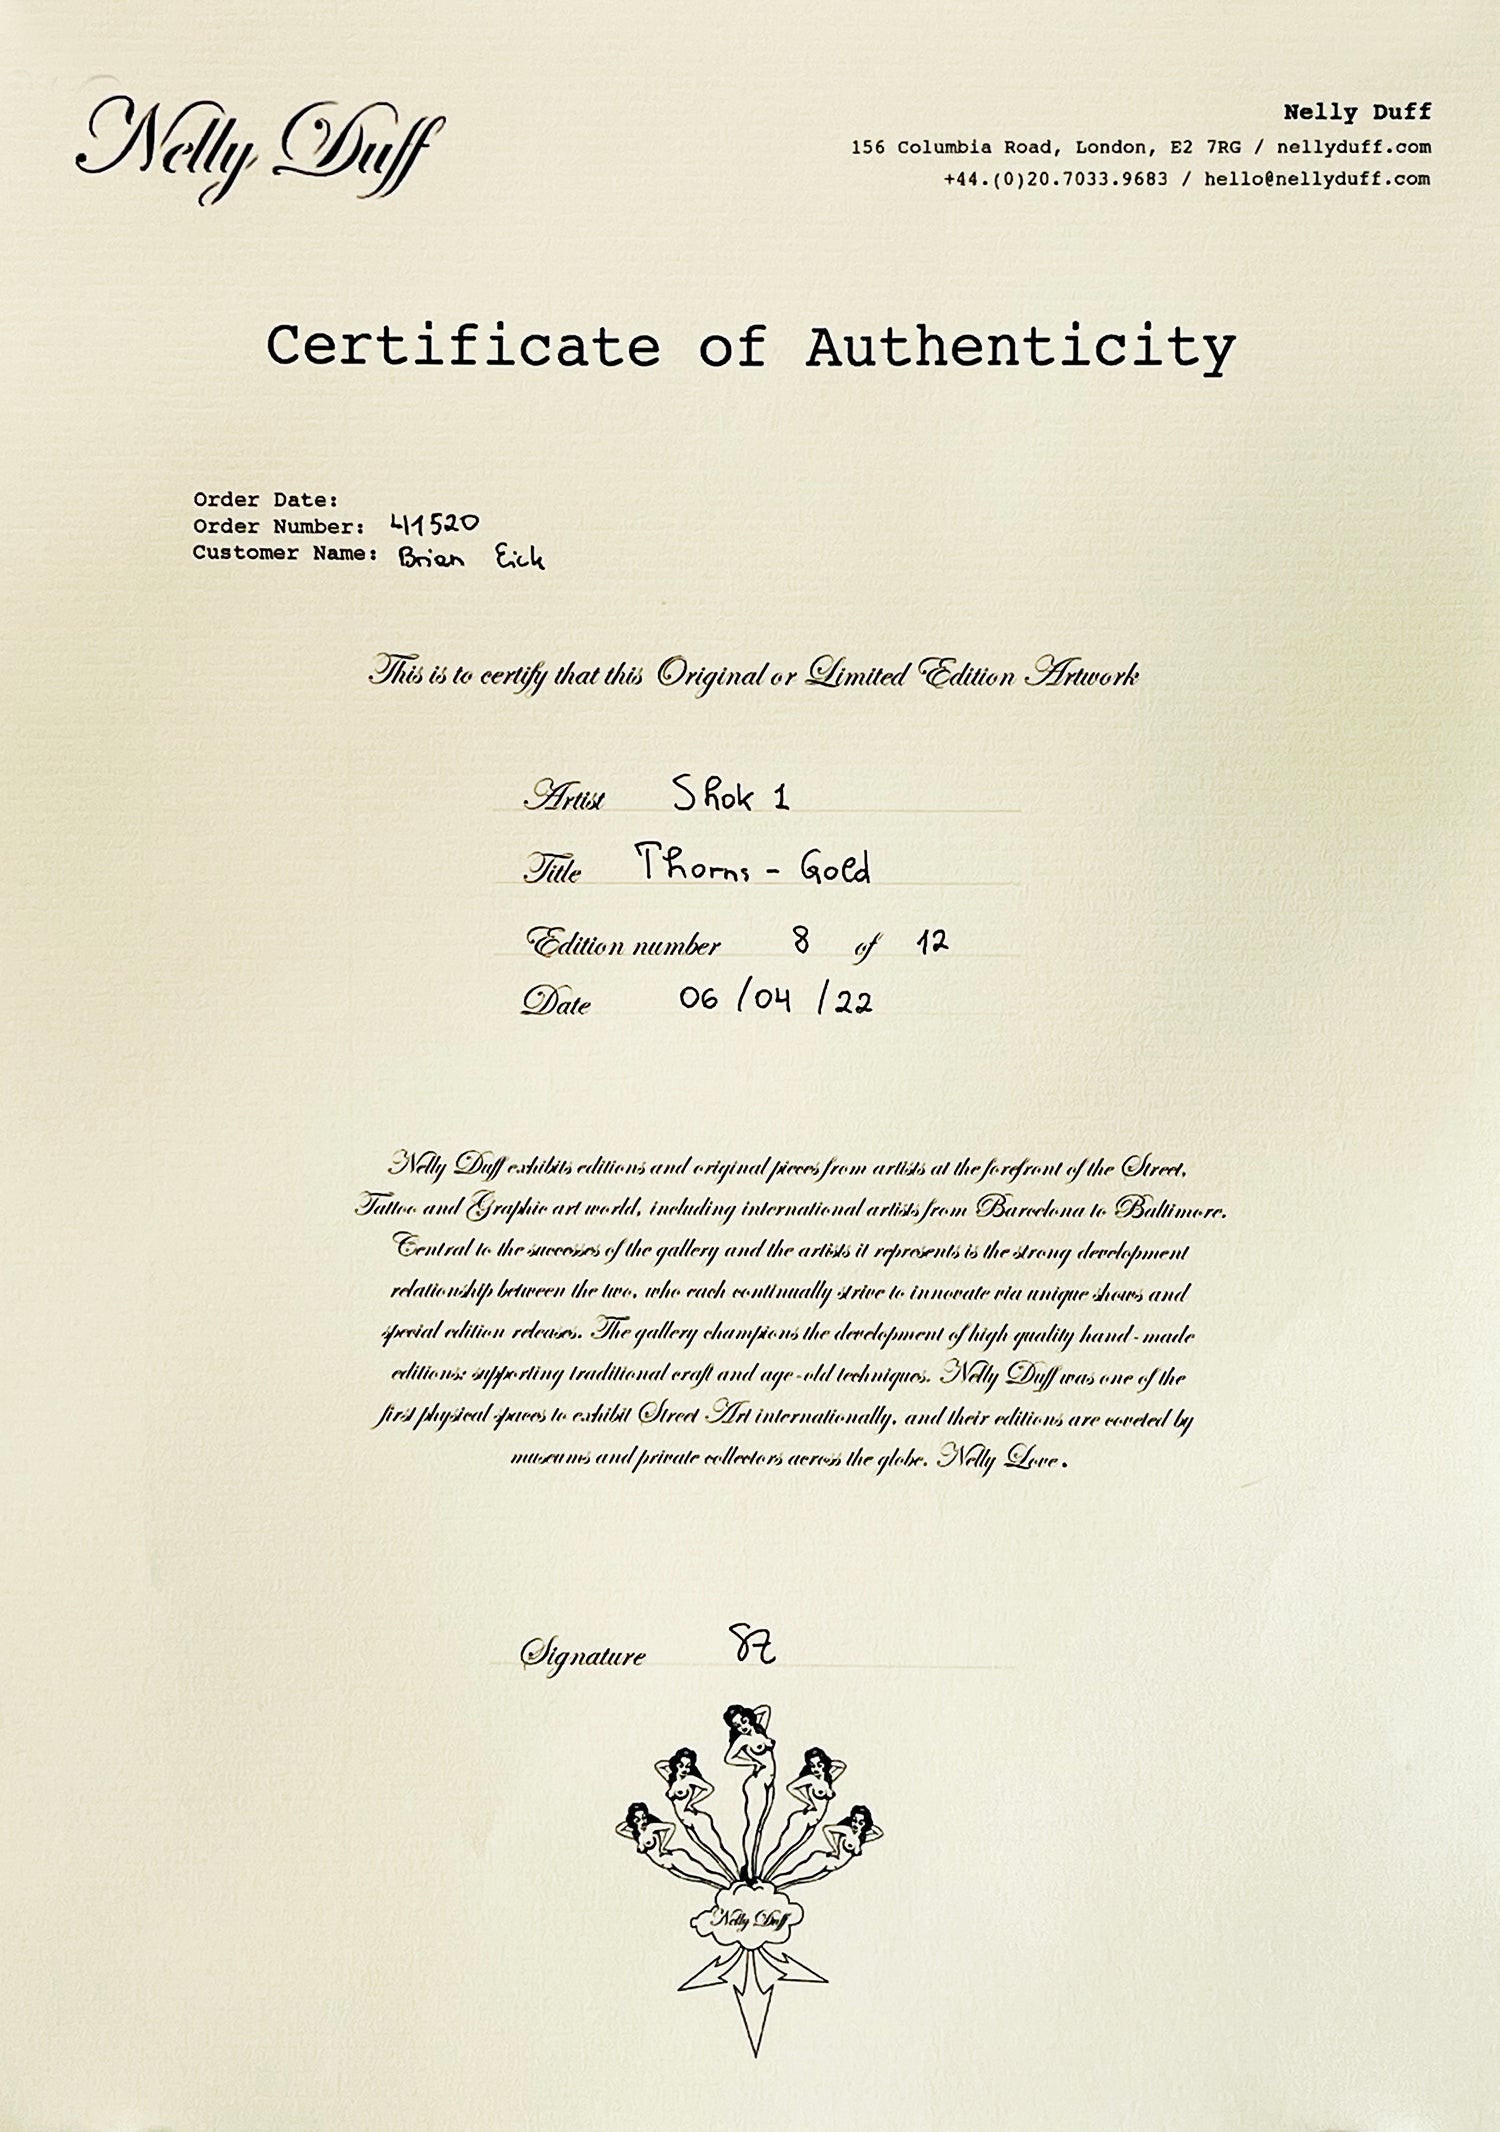 Nelly Duff
Nelly Duff
156 Columbia Road, London, E2 7RG / nellyduff.com
+44.(0)20.7033.9683 / hello@nellyduff.com
Certificate of Authenticity
Order Date:
Order Number: 41520
Customer Name: Brian Eick
This is to certify that this Original or Limited Edition Artwork
Artist Shok 1
Title Thorns - Gold
Edition number 8 of 12
Date 06 /04 /22
Nelly Duff exhibits editions and original pieces from artists at the forefront of the Street,
Tattoo and Graphic art world, including international artists from Barcelona to Baltimore.
Central to the successes of the gallery and the artists it represents is the strong development
relationship between the two, who each continually strive to innovate via unique shows and
special edition releases. The gallery champions the development of high quality hand-made
editions: supporting traditional craft and age-old techniques. Nelly Duff was one of the
first physical spaces to exhibit Street Art internationally, and their editions are coveted by
museums and private collectors across the globe. Nelly Love.
Signature
Nelly Duff